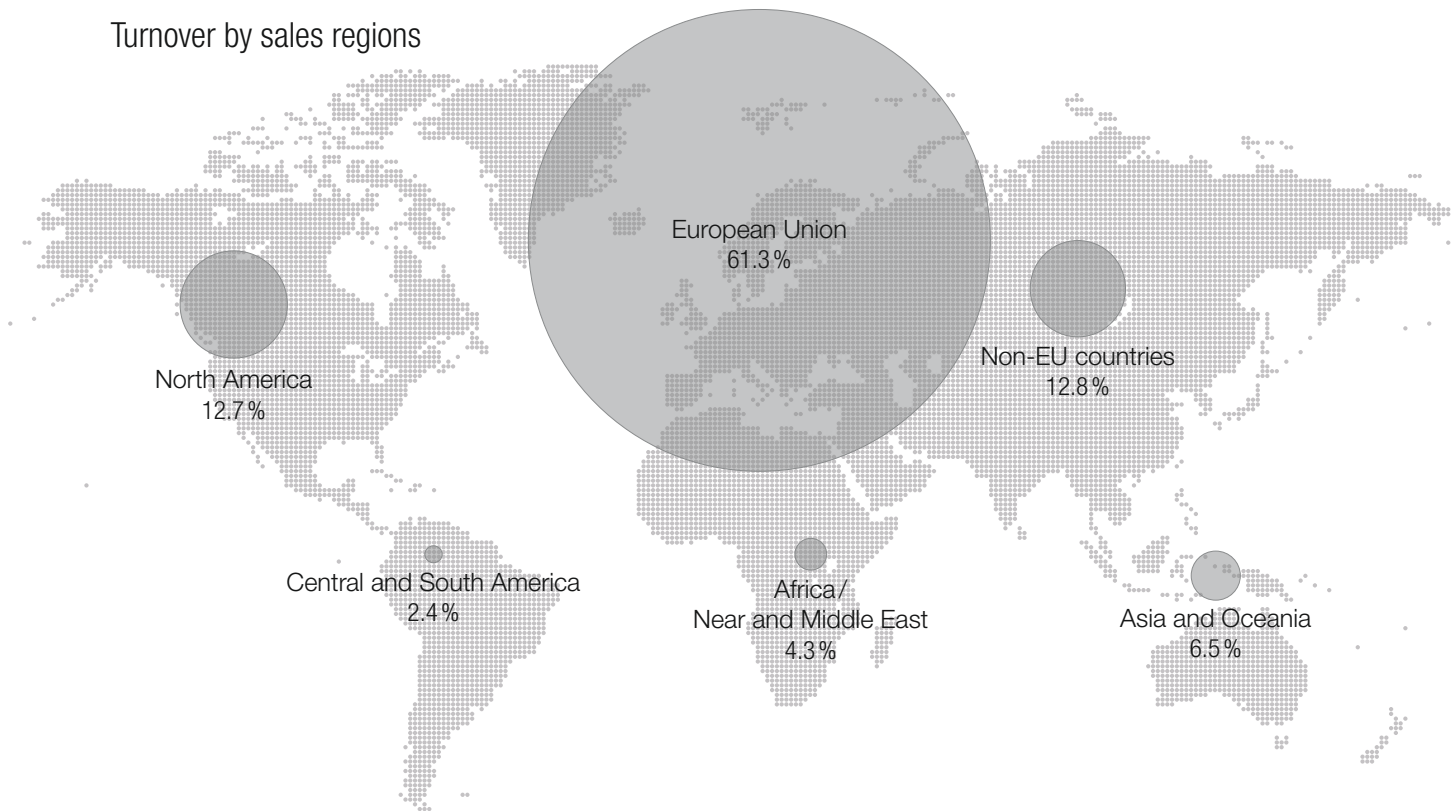 Turnover by sales regions
European Union
61.3 %
Non-EU countries
12.8 %
North America
12.7 %
Central and South America
2.4 %
Africa /
Near and Middle East
4.3 %
Asia and Oceania
6.5 %